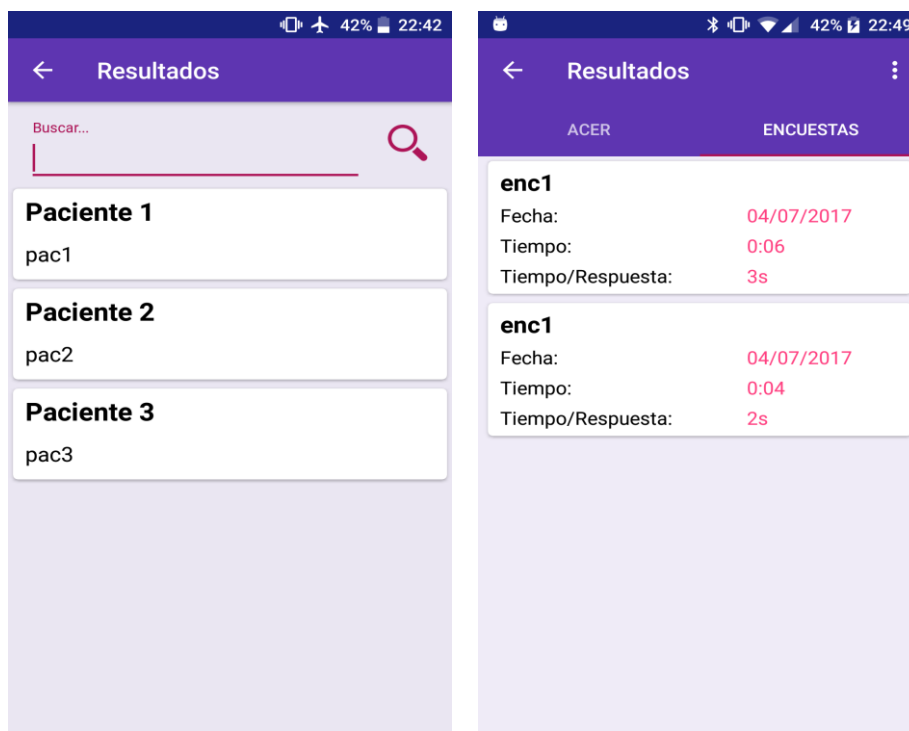 42% 22:42
Resultados
Buscar...
Paciente 1
pac1
Paciente 2
pac2
Paciente 3
pac3
42% 22:49
Resultados
ACER ENCUESTAS
enc1
Fecha: 04/07/2017
Tiempo: 0:06
Tiempo/Respuesta: 3s
enc1
Fecha: 04/07/2017
Tiempo: 0:04
Tiempo/Respuesta: 2s